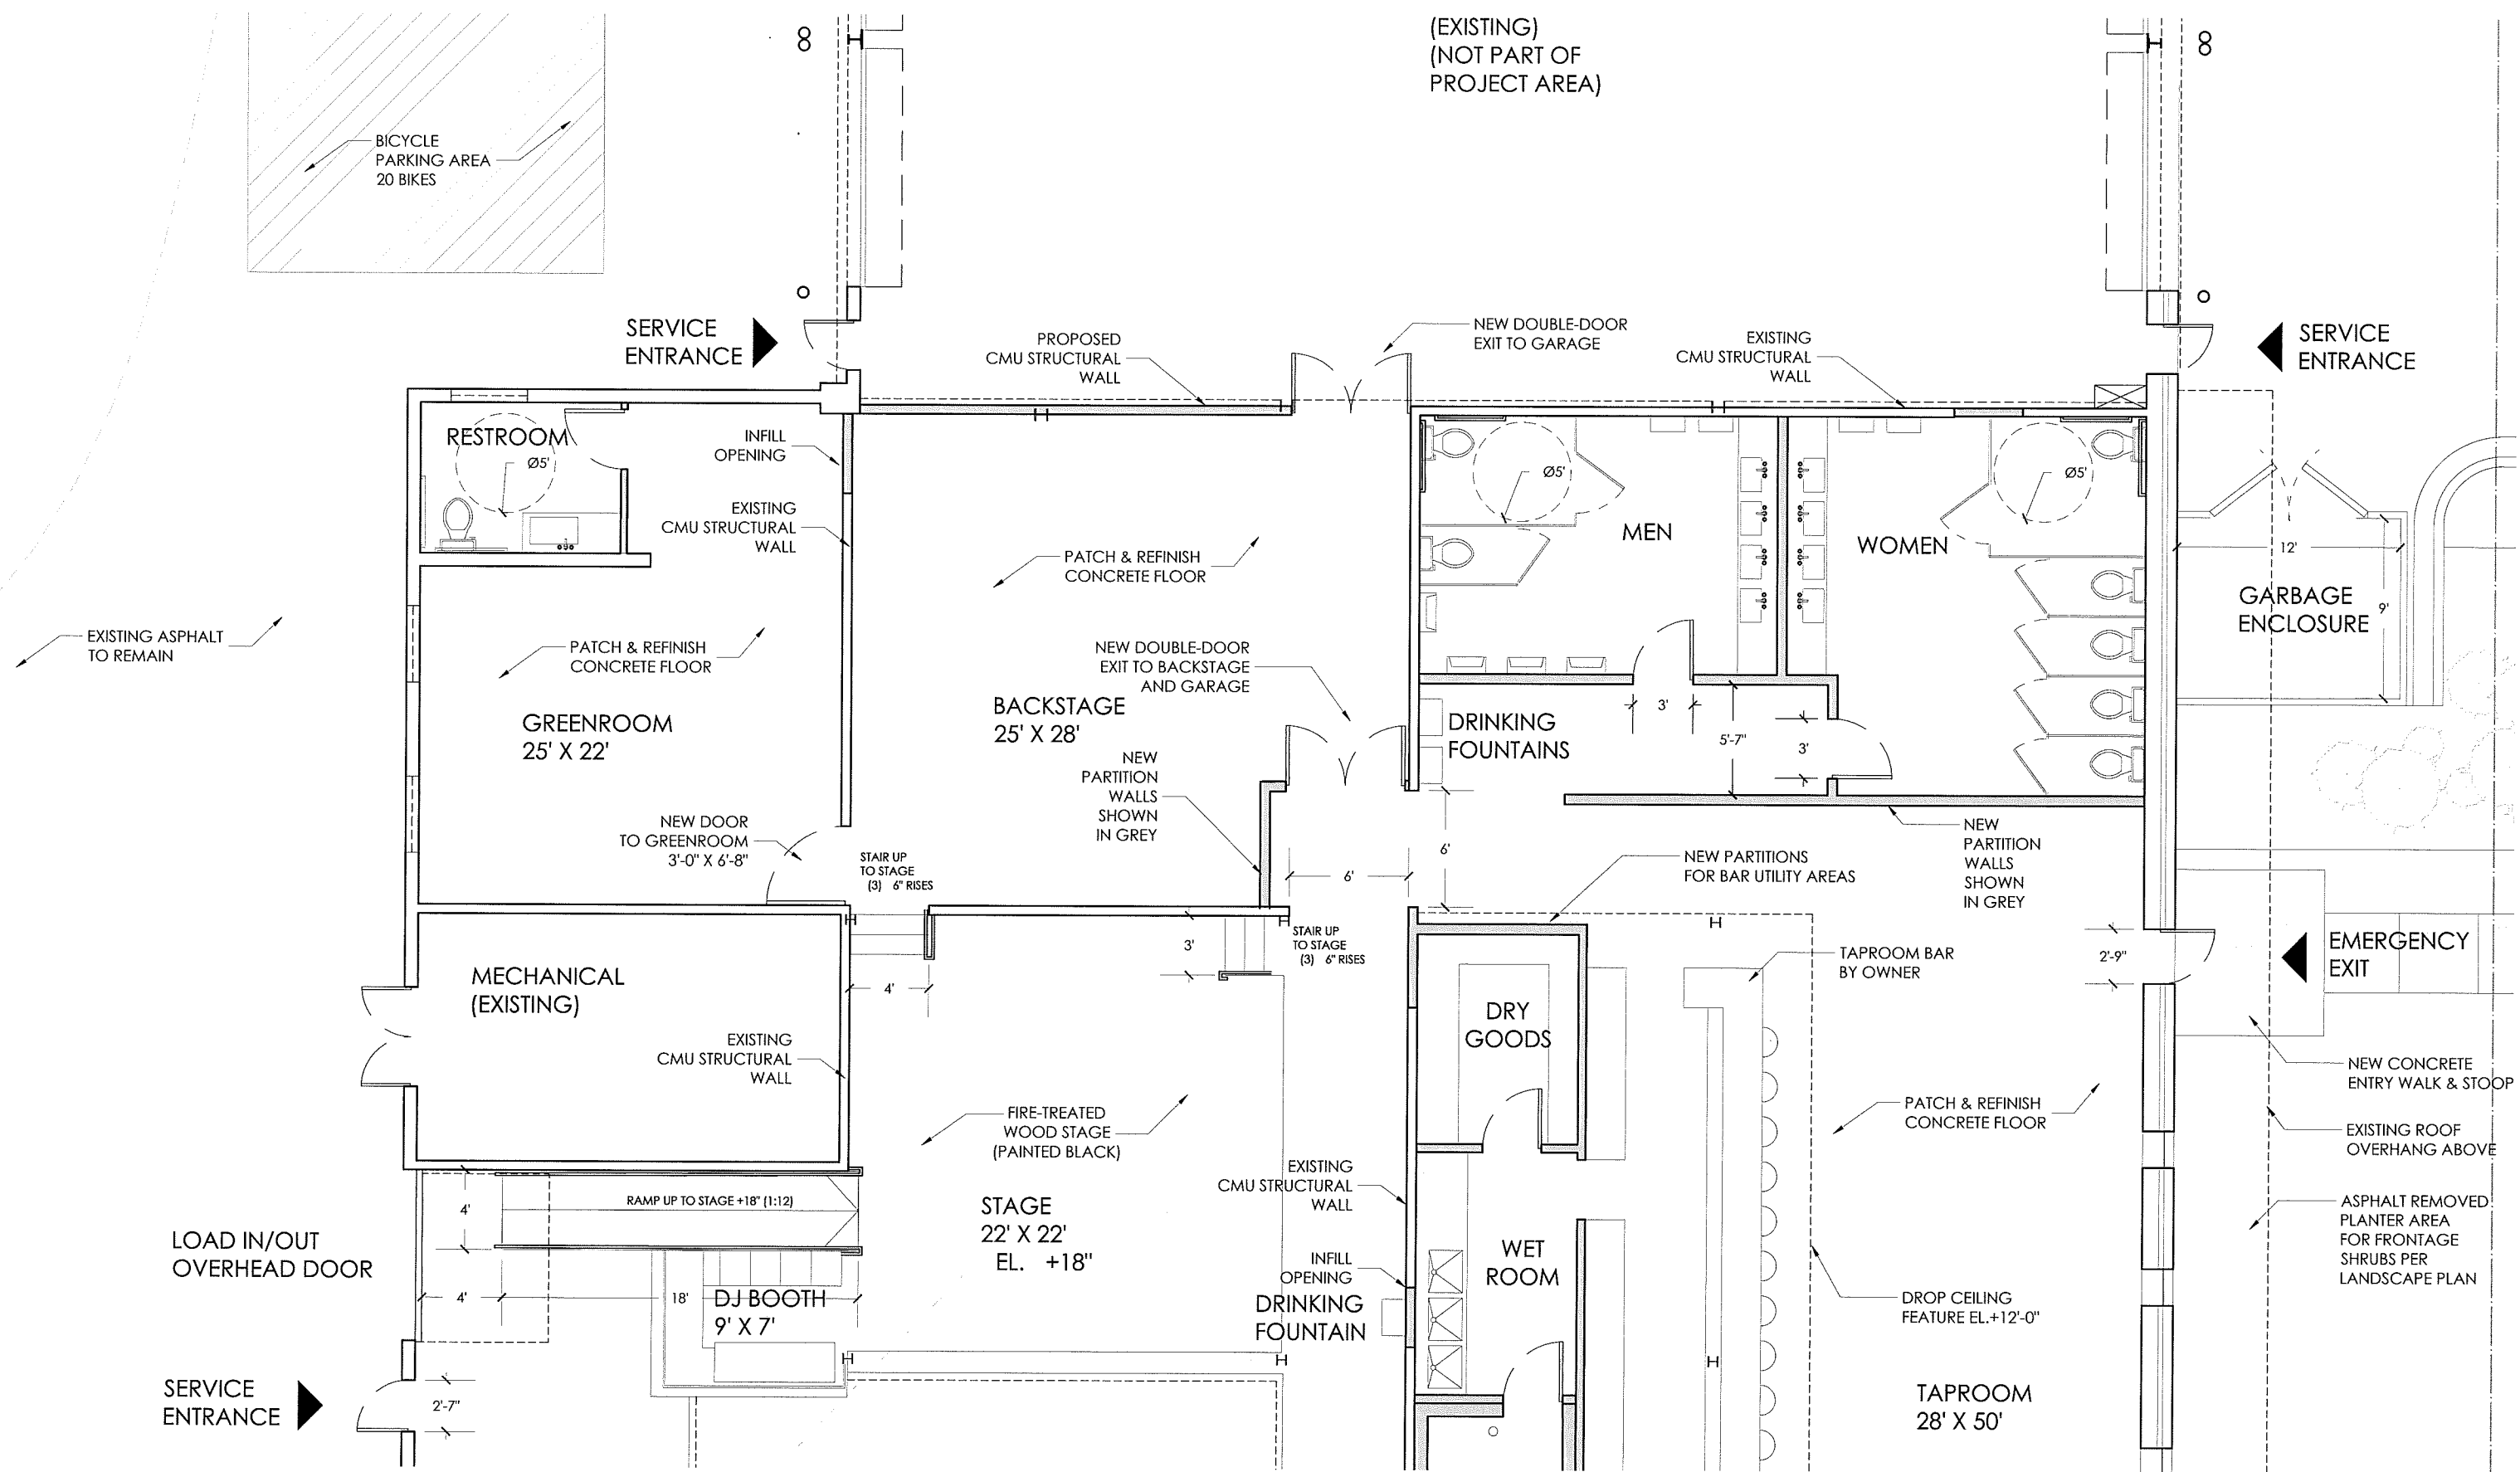 (EXISTING)
(NOT PART OF
PROJECT AREA)
BICYCLE
PARKING AREA
20 BIKES
SERVICE
ENTRANCE
PROPOSED
CMU STRUCTURAL
WALL
NEW DOUBLE-DOOR
EXIT TO GARAGE
EXISTING
CMU STRUCTURAL
WALL
SERVICE
ENTRANCE
RESTROOM
Ø5'
INFILL
OPENING
EXISTING
CMU STRUCTURAL
WALL
PATCH & REFINISH
CONCRETE FLOOR
Ø5'
MEN
WOMEN
Ø5'
12'
GARBAGE
ENCLOSURE
9'
EXISTING ASPHALT
TO REMAIN
PATCH & REFINISH
CONCRETE FLOOR
GREENROOM
25' X 22'
NEW DOUBLE-DOOR
EXIT TO BACKSTAGE
AND GARAGE
BACKSTAGE
25' X 28'
NEW
PARTITION
WALLS
SHOWN
IN GREY
DRINKING
FOUNTAINS
3'
5'-7"
3'
NEW DOOR
TO GREENROOM
3'-0" X 6'-8"
STAIR UP
TO STAGE
(3) 6" RISES
6'
6'
NEW PARTITIONS
FOR BAR UTILITY AREAS
NEW
PARTITION
WALLS
SHOWN
IN GREY
MECHANICAL
(EXISTING)
4'
3'
STAIR UP
TO STAGE
(3) 6" RISES
TAPROOM BAR
BY OWNER
2'-9"
EMERGENCY
EXIT
EXISTING
CMU STRUCTURAL
WALL
DRY
GOODS
NEW CONCRETE
ENTRY WALK & STOOP
FIRE-TREATED
WOOD STAGE
(PAINTED BLACK)
PATCH & REFINISH
CONCRETE FLOOR
EXISTING ROOF
OVERHANG ABOVE
EXISTING
CMU STRUCTURAL
WALL
RAMP UP TO STAGE +18" (1:12)
4'
STAGE
22' X 22'
EL. +18"
ASPHALT REMOVED
PLANTER AREA
FOR FRONTAGE
SHRUBS PER
LANDSCAPE PLAN
LOAD IN/OUT
OVERHEAD DOOR
WET
ROOM
INFILL
OPENING
4'
18'
DJ BOOTH
9' X 7'
DRINKING
FOUNTAIN
DROP CEILING
FEATURE EL.+12'-0"
SERVICE
ENTRANCE
2'-7"
TAPROOM
28' X 50'